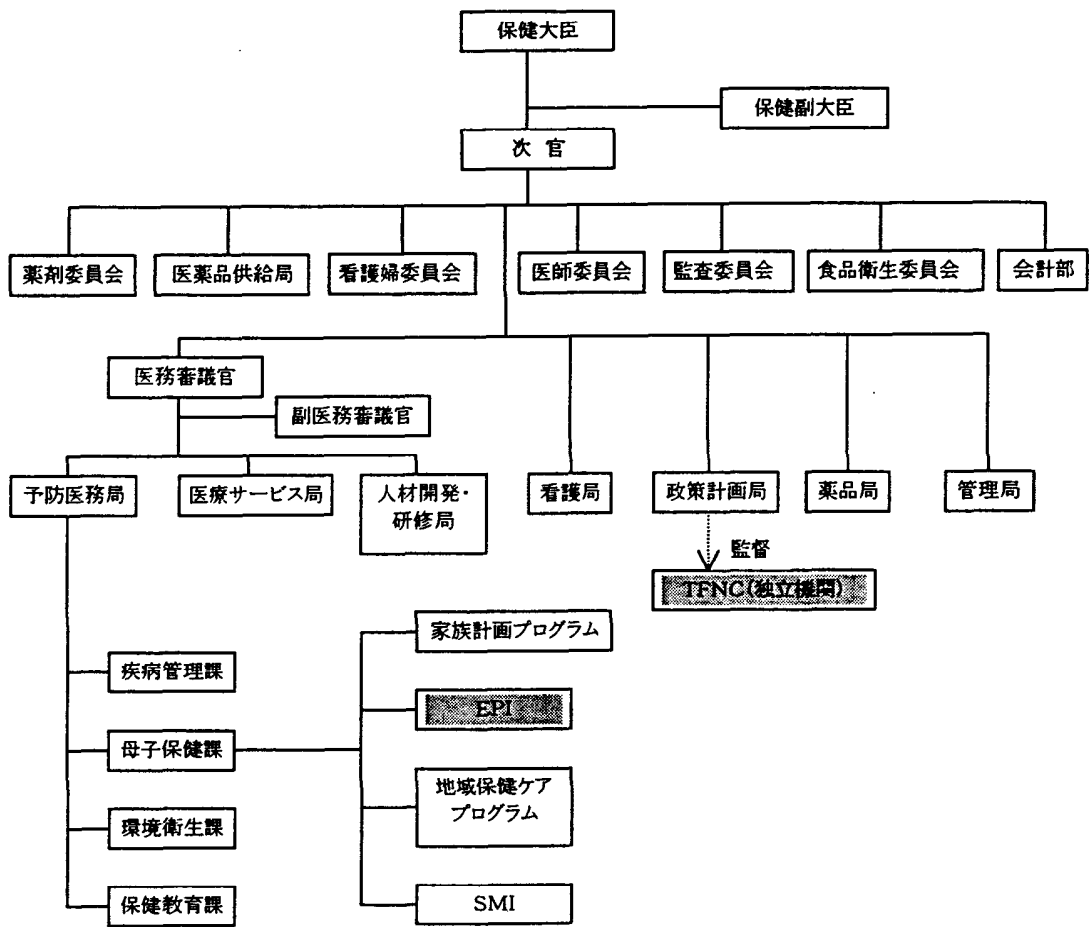 保健大臣
保健副大臣
次 官
薬剤委員会
医薬品供給局
看護婦委員会
医師委員会
監査委員会
食品衛生委員会
会計部
医務審議官
副医務審議官
予防医務局
医療サービス局
人材開発・
研修局
看護局
政策計画局
薬品局
管理局
監督
TFNC(独立機関)
家族計画プログラム
疾病管理課
EPI
母子保健課
地域保健ケア
プログラム
環境衛生課
保健教育課
SMI